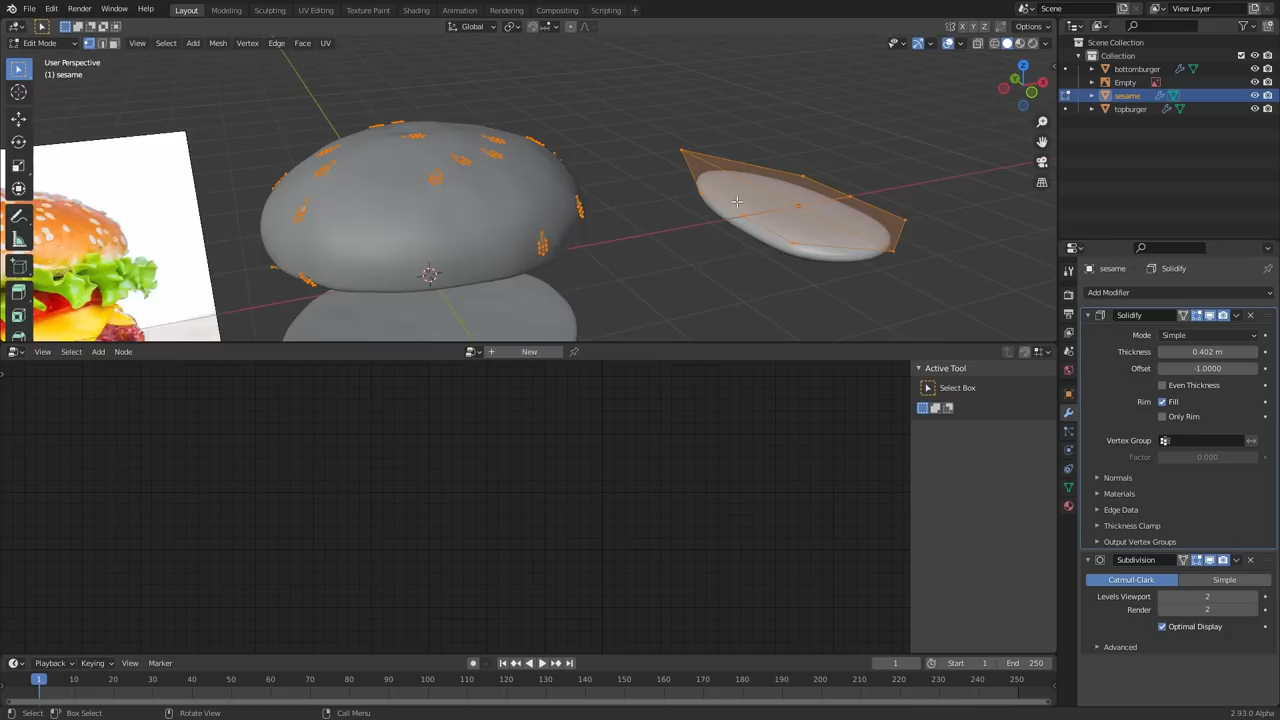 File Edit Render Window Help Layout Modeling Sculpting UV Editing Texture Paint Shading Animation Rendering Compositing Scripting + Scene View Layer
Global X Y Z Options
Edit Mode View Select Add Mesh Vertex Edge Face UV
User Perspective
(1) sesame
Scene Collection
Collection
bottomburger
Empty
sesame
topburger
sesame Solidify
Add Modifier
Solidify
Mode Simple
Thickness 0.402 m
Offset -1.0000
Even Thickness
Rim Fill
Only Rim
Vertex Group
Factor 0.000
Normals
Materials
Edge Data
Thickness Clamp
Output Vertex Groups
Subdivision
Catmull-Clark Simple
Levels Viewport 2
Render 2
Optimal Display
Advanced
View Select Add Node New
Active Tool
Select Box
Playback Keying View Marker 1 Start 1 End 250
1 10 20 30 40 50 60 70 80 90 100 110 120 130 140 150 160 170 180 190 200 210 220 230 240 250
Select Box Select Rotate View Call Menu 2.93.0 Alpha